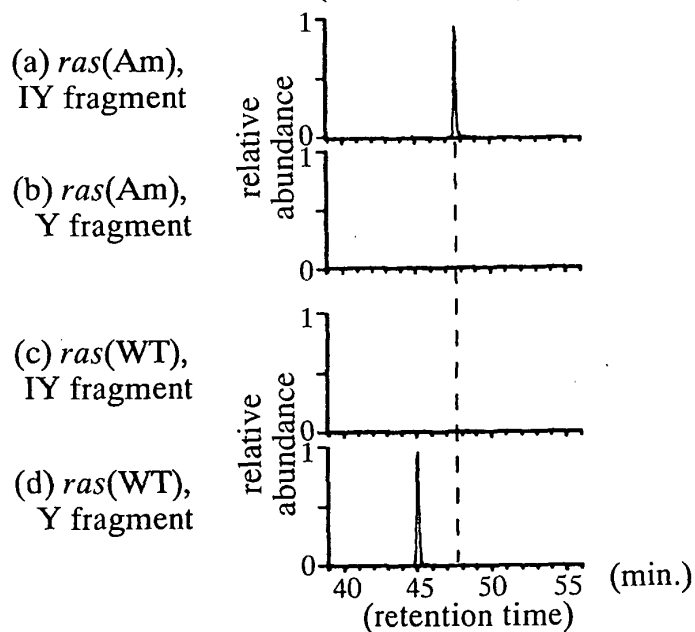 (a) ras(Am),
IY fragment
(b) ras(Am),
Y fragment
(c) ras(WT),
IY fragment
(d) ras(WT),
Y fragment
relative
abundance
1
0
1
0
relative
abundance
1
0
1
0
40 45 50 55 (min.)
(retention time)